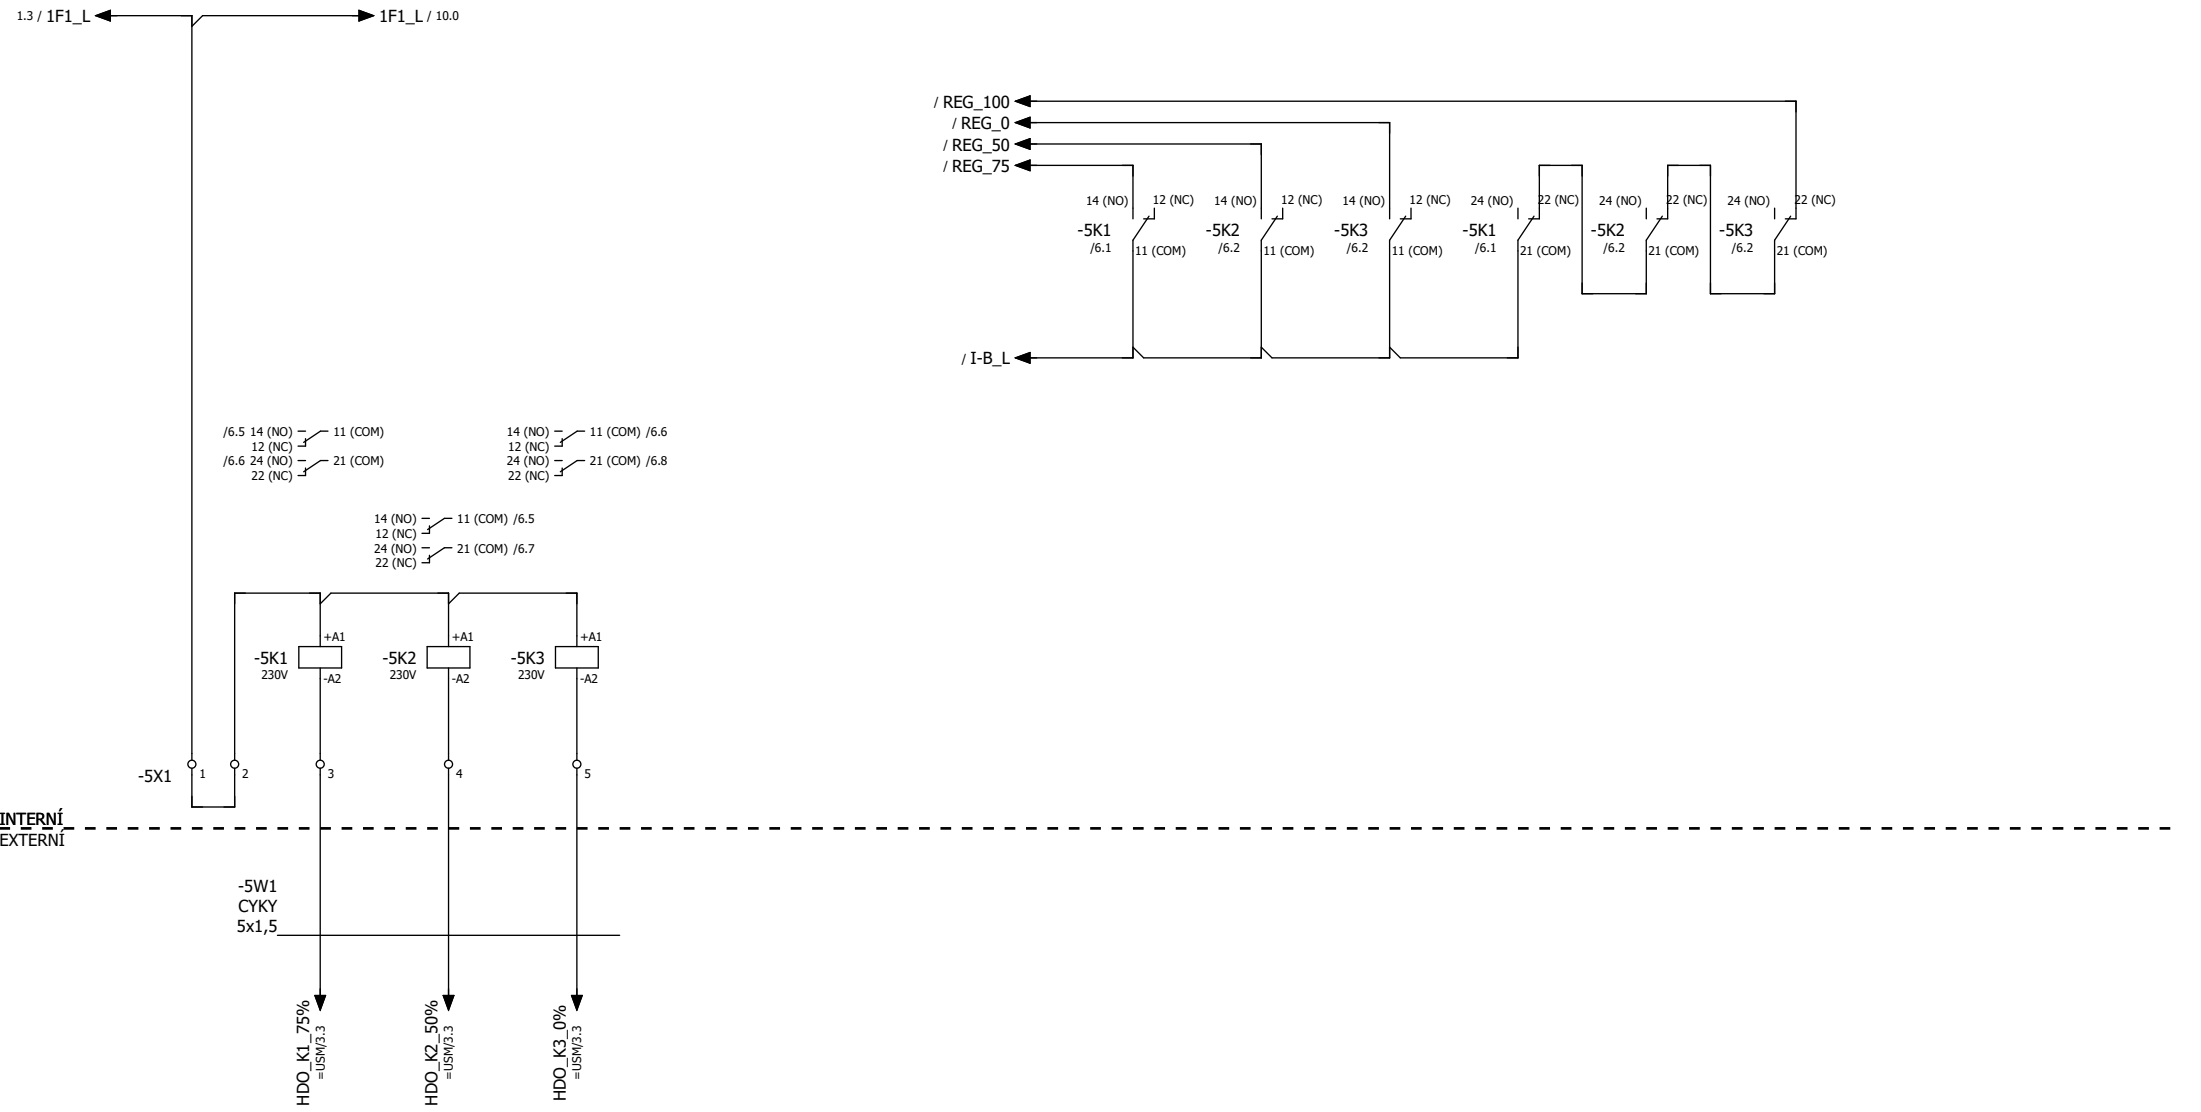 1.3 / 1F1_L
1F1_L / 10.0
/ REG_100
/ REG_0
/ REG_50
/ REG_75
14 (NO) 12 (NC)
-5K1
/6.1
11 (COM)
14 (NO) 12 (NC)
-5K2
/6.2
11 (COM)
14 (NO) 12 (NC)
-5K3
/6.2
11 (COM)
24 (NO) 22 (NC)
-5K1
/6.1
21 (COM)
24 (NO) 22 (NC)
-5K2
/6.2
21 (COM)
24 (NO) 22 (NC)
-5K3
/6.2
21 (COM)
/ I-B_L
/6.5 14 (NO) 11 (COM)
12 (NC)
/6.6 24 (NO) 21 (COM)
22 (NC)
14 (NO) 11 (COM) /6.6
12 (NC)
24 (NO) 21 (COM) /6.8
22 (NC)
14 (NO) 11 (COM) /6.5
12 (NC)
24 (NO) 21 (COM) /6.7
22 (NC)
+A1
-5K1
230V
-A2
+A1
-5K2
230V
-A2
+A1
-5K3
230V
-A2
-5X1 1 2 3 4 5
INTERNÍ
EXTERNÍ
-5W1
CYKY
5x1,5
HDO_K1_75%
=USM/3.3
HDO_K2_50%
=USM/3.3
HDO_K3_0%
=USM/3.3